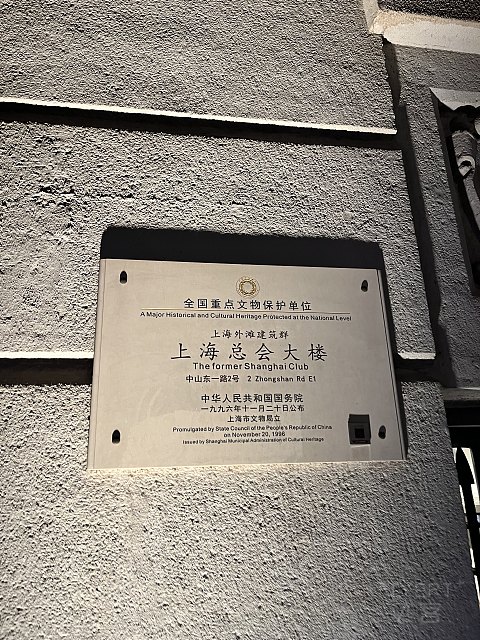 全国重点文物保护单位
A Major Historical and Cultural Heritage Protected at the National Level
上海外滩建筑群
上海总会大楼
The former Shanghai Club
中山东一路2号 2 Zhongshan Rd E1
中华人民共和国国务院
一九九六年十一月二十日公布
上海市文物局立
Promulgated by State Council of the People's Republic of China
on November 20, 1996
Issued by Shanghai Municipal Administration of Cultural Heritage